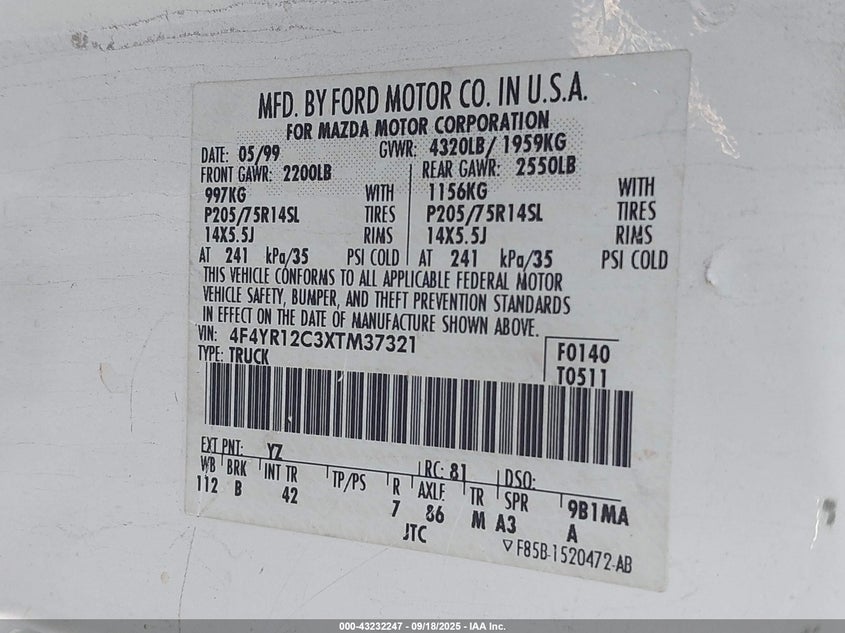 MFD. BY FORD MOTOR CO. IN U.S.A.
FOR MAZDA MOTOR CORPORATION
DATE: 05/99 GVWR: 4320LB/ 1959KG
FRONT GAWR: 2200LB REAR GAWR: 2550LB
997KG WITH 1156KG WITH
P205/75R14SL TIRES P205/75R14SL TIRES
14X5.5J RIMS 14X5.5J RIMS
AT 241 kPa/35 PSI COLD AT 241 kPa/35 PSI COLD
THIS VEHICLE CONFORMS TO ALL APPLICABLE FEDERAL MOTOR
VEHICLE SAFETY, BUMPER, AND THEFT PREVENTION STANDARDS
IN EFFECT ON THE DATE OF MANUFACTURE SHOWN ABOVE.
VIN: 4F4YR12C3XTM37321 F0140
TYPE: TRUCK T0511
EXT PNT: YZ RC: 81 DSO:
WB BRK INT TR TP/PS R AXLE TR SPR 9B1MA
112 B 42 7 86 M A3 A
JTC
▽ F85B-1520472-AB
000-43232247 - 09/18/2025 - IAA Inc.